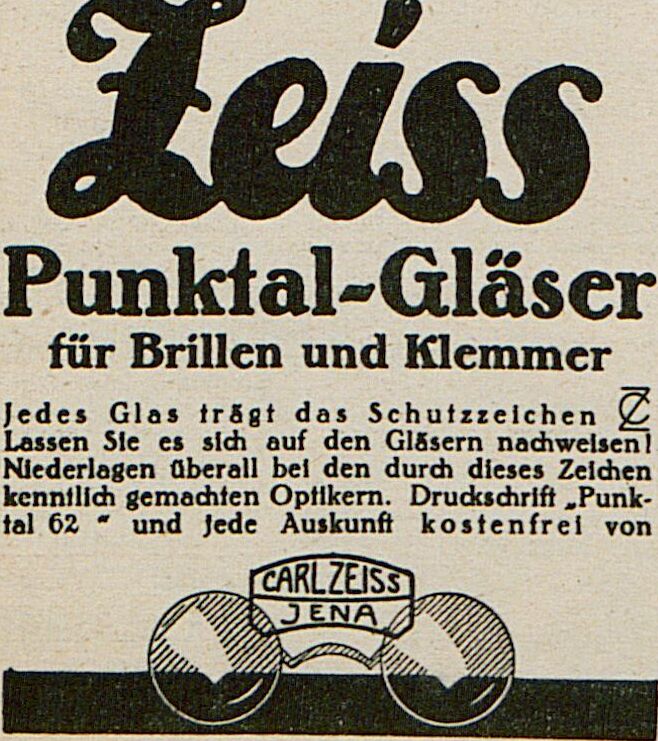 Zeiss
Punktal-Gläser
für Brillen und Klemmer
Jedes Glas trägt das Schutzzeichen CZ
Lassen Sie es sich auf den Gläsern nachweisen!
Niederlagen überall bei den durch dieses Zeichen
kenntlich gemachten Optikern. Druckschrift „Punk-
tal 62 “ und jede Auskunft kostenfrei von
CARL ZEISS
JENA